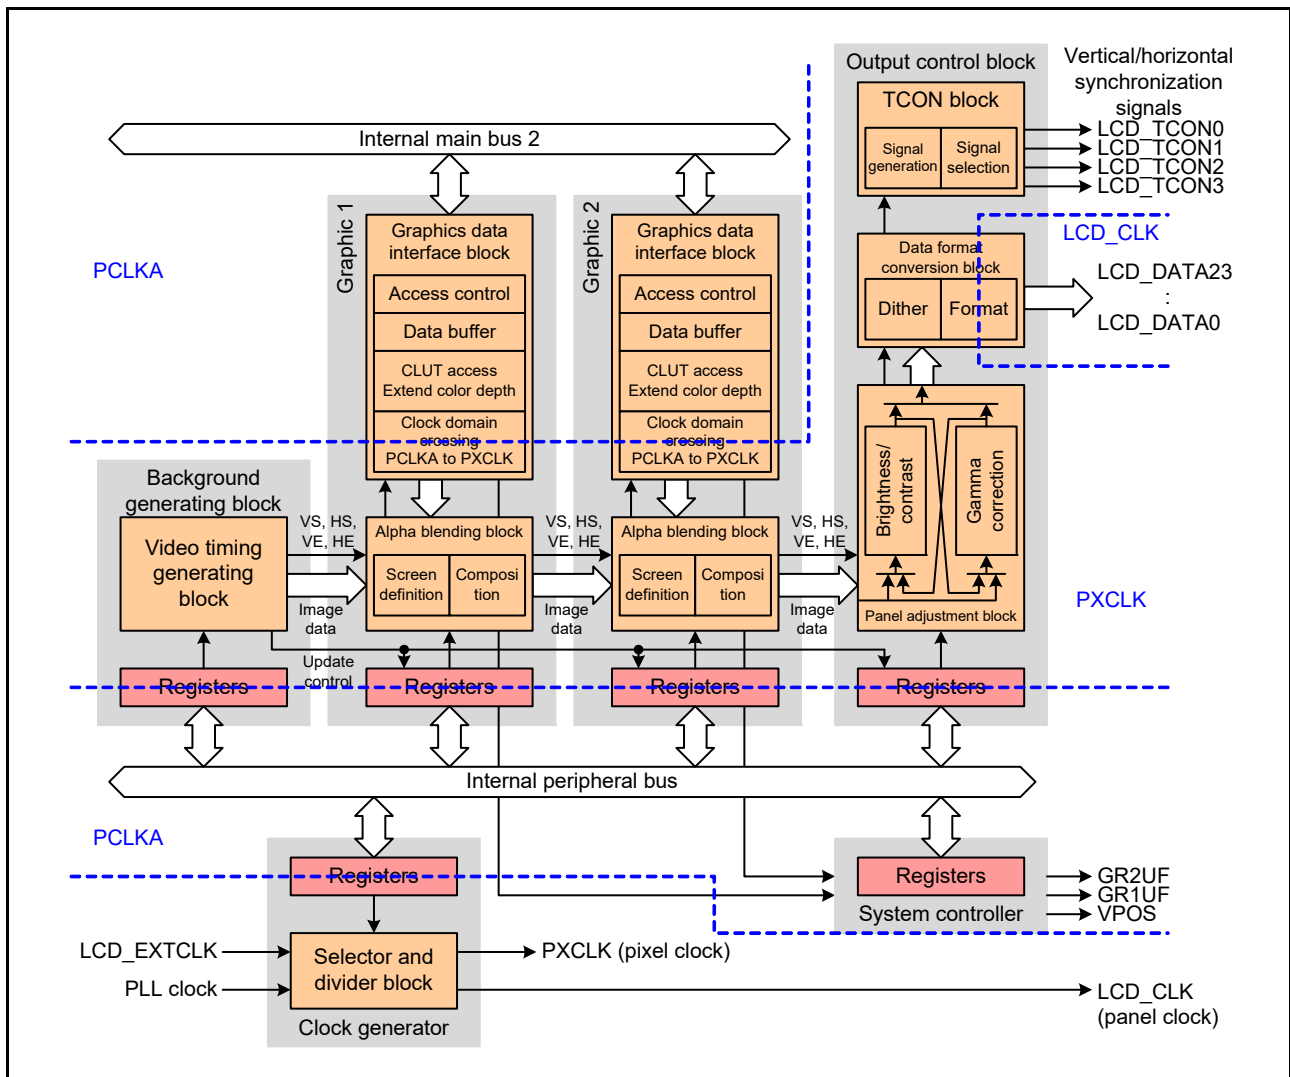 Output control block
Vertical/horizontal
synchronization
signals
TCON block
Signal
generation
Signal
selection
LCD_TCON0
LCD_TCON1
LCD_TCON2
LCD_TCON3
Internal main bus 2
PCLKA
Graphic 1
Graphics data
interface block
Access control
Data buffer
CLUT access
Extend color depth
Clock domain
crossing
PCLKA to PXCLK
Graphic 2
Graphics data
interface block
Access control
Data buffer
CLUT access
Extend color depth
Clock domain
crossing
PCLKA to PXCLK
LCD_CLK
Data format
conversion block
Dither
Format
LCD_DATA23
:
LCD_DATA0
Brightness/
contrast
Gamma
correction
Panel adjustment block
PXCLK
Background
generating block
Video timing
generating
block
VS, HS,
VE, HE
Image
data
Alpha blending block
Screen
definition
Composi
tion
VS, HS,
VE, HE
Image
data
Alpha blending block
Screen
definition
Composi
tion
VS, HS,
VE, HE
Image
data
Update
control
Registers
Registers
Registers
Registers
Internal peripheral bus
PCLKA
Registers
Registers
System controller
GR2UF
GR1UF
VPOS
LCD_EXTCLK
PLL clock
Selector and
divider block
Clock generator
PXCLK (pixel clock)
LCD_CLK
(panel clock)